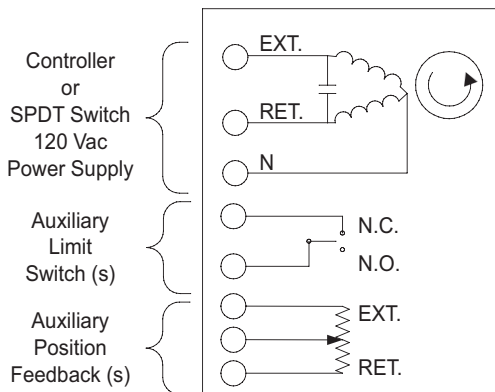 Controller
or
SPDT Switch
120 Vac
Power Supply
EXT.
RET.
N
Auxiliary
Limit
Switch (s)
N.C.
N.O.
Auxiliary
Position
Feedback (s)
EXT.
RET.